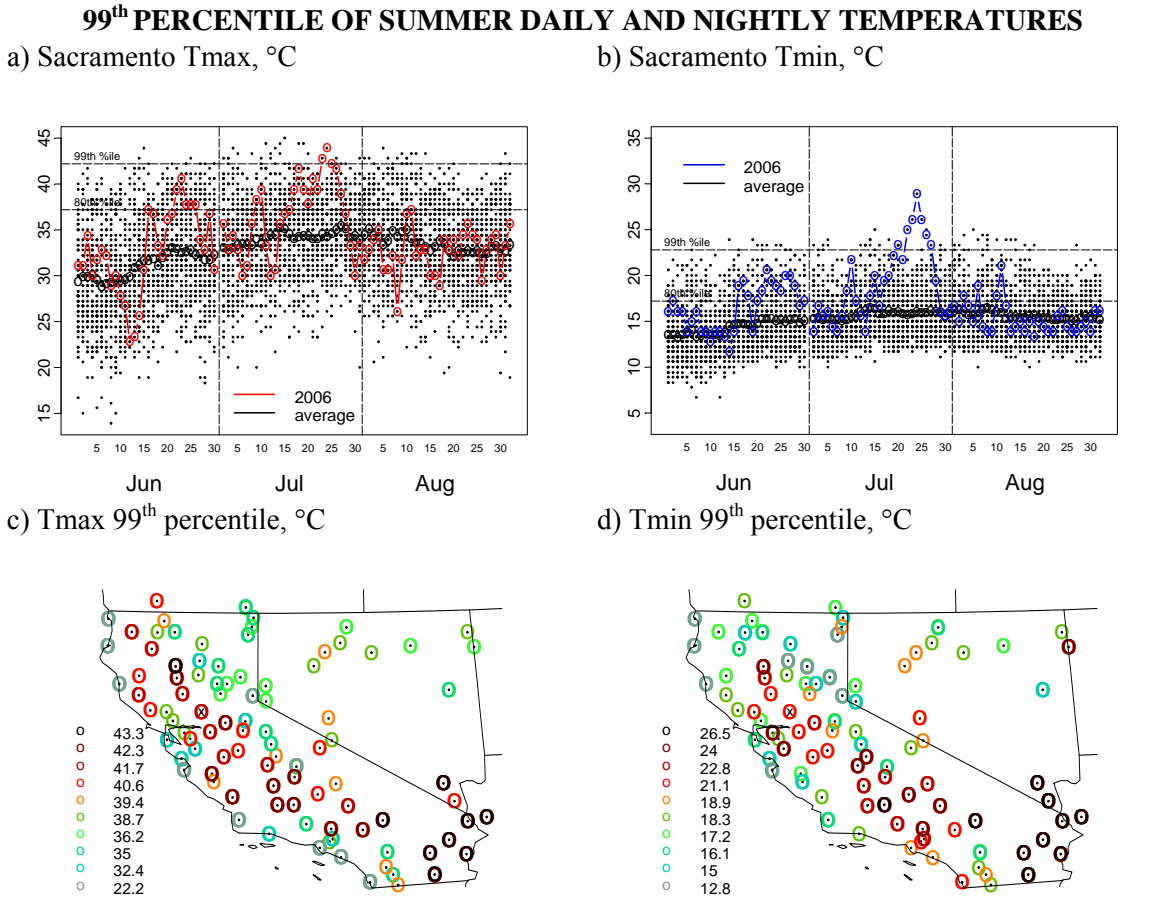 99th PERCENTILE OF SUMMER DAILY AND NIGHTLY TEMPERATURES
a) Sacramento Tmax, °C
b) Sacramento Tmin, °C
45
40
35
30
25
20
15
99th %ile
80th %ile
2006
average
5 10 15 20 25 30 5 10 15 20 25 30 5 10 15 20 25 30
Jun Jul Aug
35
30
25
20
15
10
5
2006
average
99th %ile
80th %ile
5 10 15 20 25 30 5 10 15 20 25 30 5 10 15 20 25 30
Jun Jul Aug
c) Tmax 99th percentile, °C
d) Tmin 99th percentile, °C
X
43.3
42.3
41.7
40.6
39.4
38.7
36.2
35
32.4
22.2
X
26.5
24
22.8
21.1
18.9
18.3
17.2
16.1
15
12.8